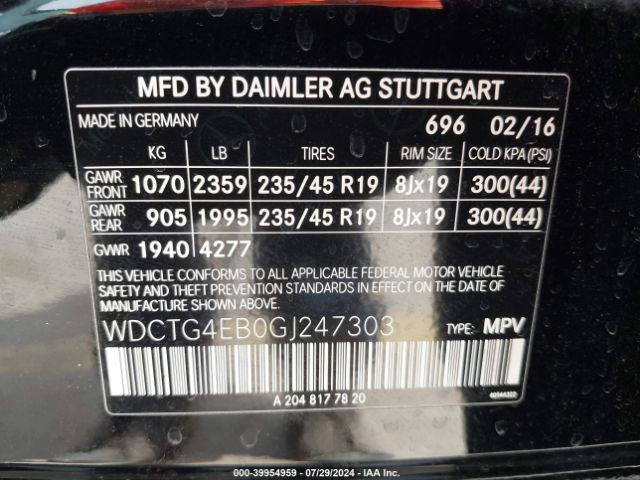 MFD BY DAIMLER AG STUTTGART
MADE IN GERMANY 696 02/16
KG LB TIRES RIM SIZE COLD KPA(PSI)
GAWR FRONT 1070 2359 235/45 R19 8Jx19 300(44)
GAWR REAR 905 1995 235/45 R19 8Jx19 300(44)
GVWR 1940 4277
THIS VEHICLE CONFORMS TO ALL APPLICABLE FEDERAL MOTOR VEHICLE
SAFETY AND THEFT PREVENTION STANDARDS IN EFFECT ON THE DATE OF
MANUFACTURE SHOWN ABOVE.
WDCTG4EB0GJ247303 TYPE: MPV
A 204 817 78 20
000-39954959 - 07/29/2024 - IAA Inc.